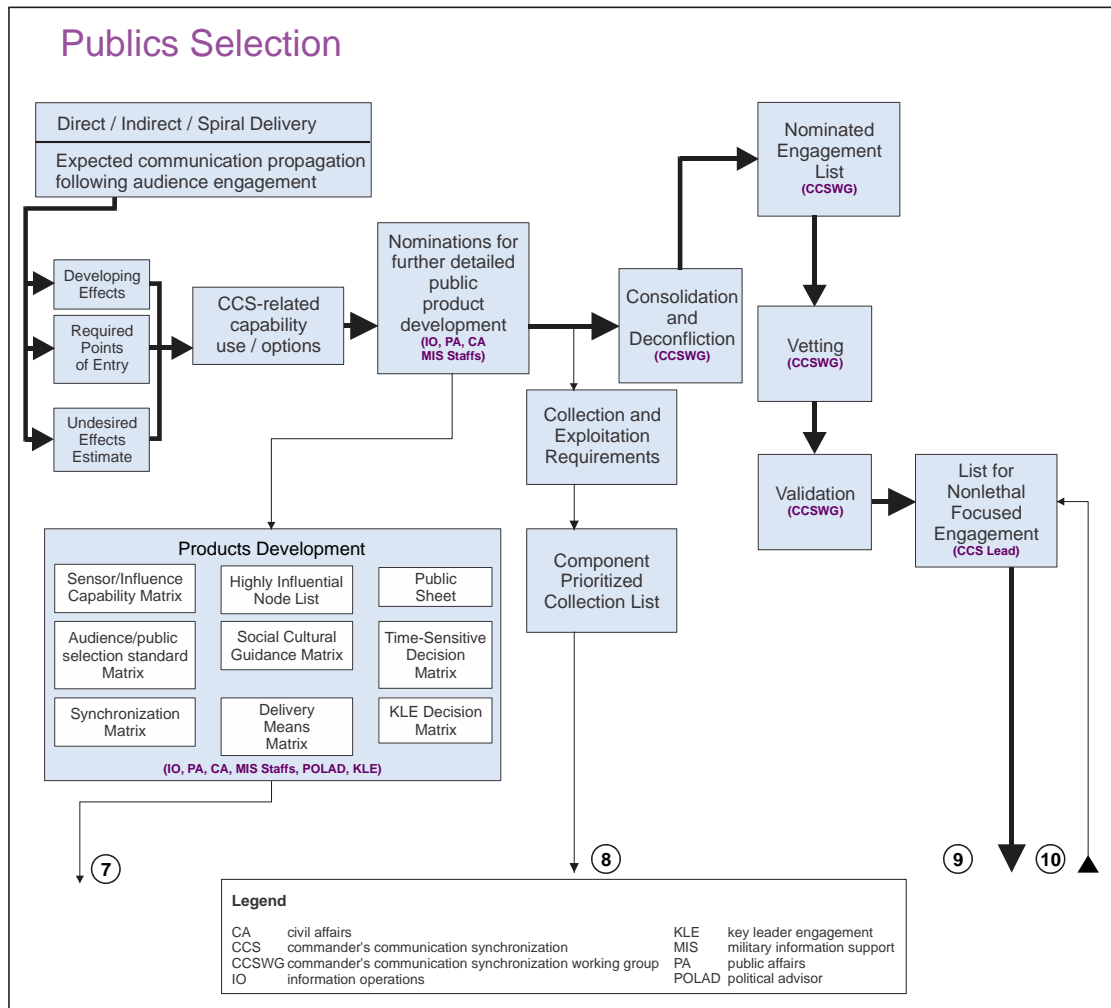 Publics Selection
Direct / Indirect / Spiral Delivery
Expected communication propagation
following audience engagement
Developing
Effects
Required
Points
of Entry
Undesired
Effects
Estimate
CCS-related
capability
use / options
Nominations for
further detailed
public
product
development
(IO, PA, CA
MIS Staffs)
Consolidation
and
Deconfliction
(CCSWG)
Nominated
Engagement
List
(CCSWG)
Vetting
(CCSWG)
Validation
(CCSWG)
List for
Nonlethal
Focused
Engagement
(CCS Lead)
Collection and
Exploitation
Requirements
Component
Prioritized
Collection List
Products Development
Sensor/Influence
Capability Matrix
Highly Influential
Node List
Public
Sheet
Audience/public
selection standard
Matrix
Social Cultural
Guidance Matrix
Time-Sensitive
Decision
Matrix
Synchronization
Matrix
Delivery
Means
Matrix
KLE Decision
Matrix
(IO, PA, CA, MIS Staffs, POLAD, KLE)
7
8
9
10
Legend
CA civil affairs
CCS commander's communication synchronization
CCSWG commander's communication synchronization working group
IO information operations
KLE key leader engagement
MIS military information support
PA public affairs
POLAD political advisor